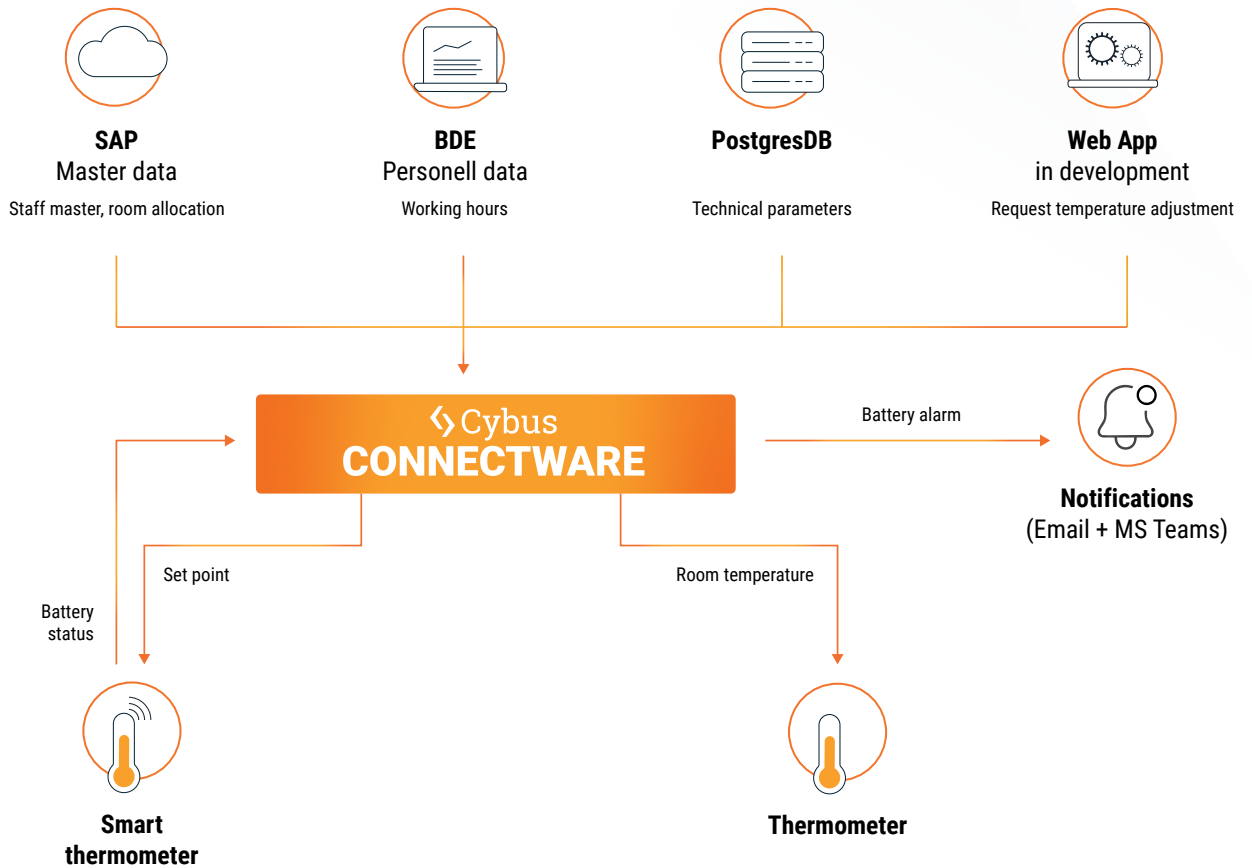 SAP
Master data
Staff master, room allocation
BDE
Personell data
Working hours
PostgresDB
Technical parameters
Web App
in development
Request temperature adjustment
Cybus
CONNECTWARE
Battery alarm
Notifications
(Email + MS Teams)
Set point
Room temperature
Battery
status
Smart
thermometer
Thermometer